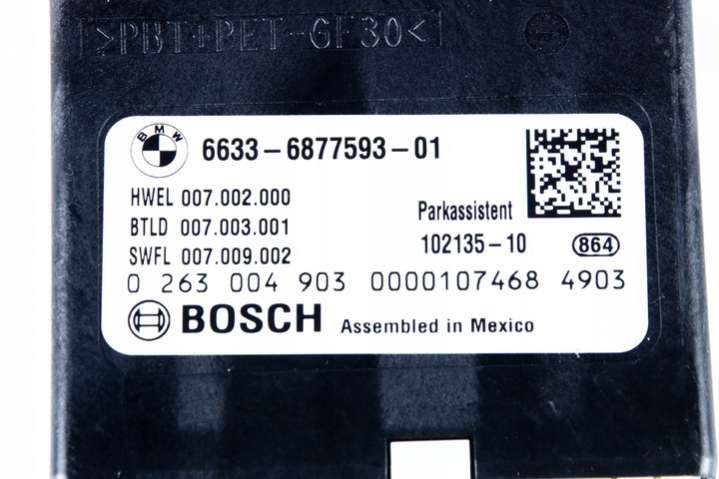 >PBT+PET-GF30<
BMW 6633-6877593-01
HWEL 007.002.000
BTLD 007.003.001
SWFL 007.009.002
Parkassistent
102135-10 864
0 263 004 903 0000107468 4903
BOSCH Assembled in Mexico